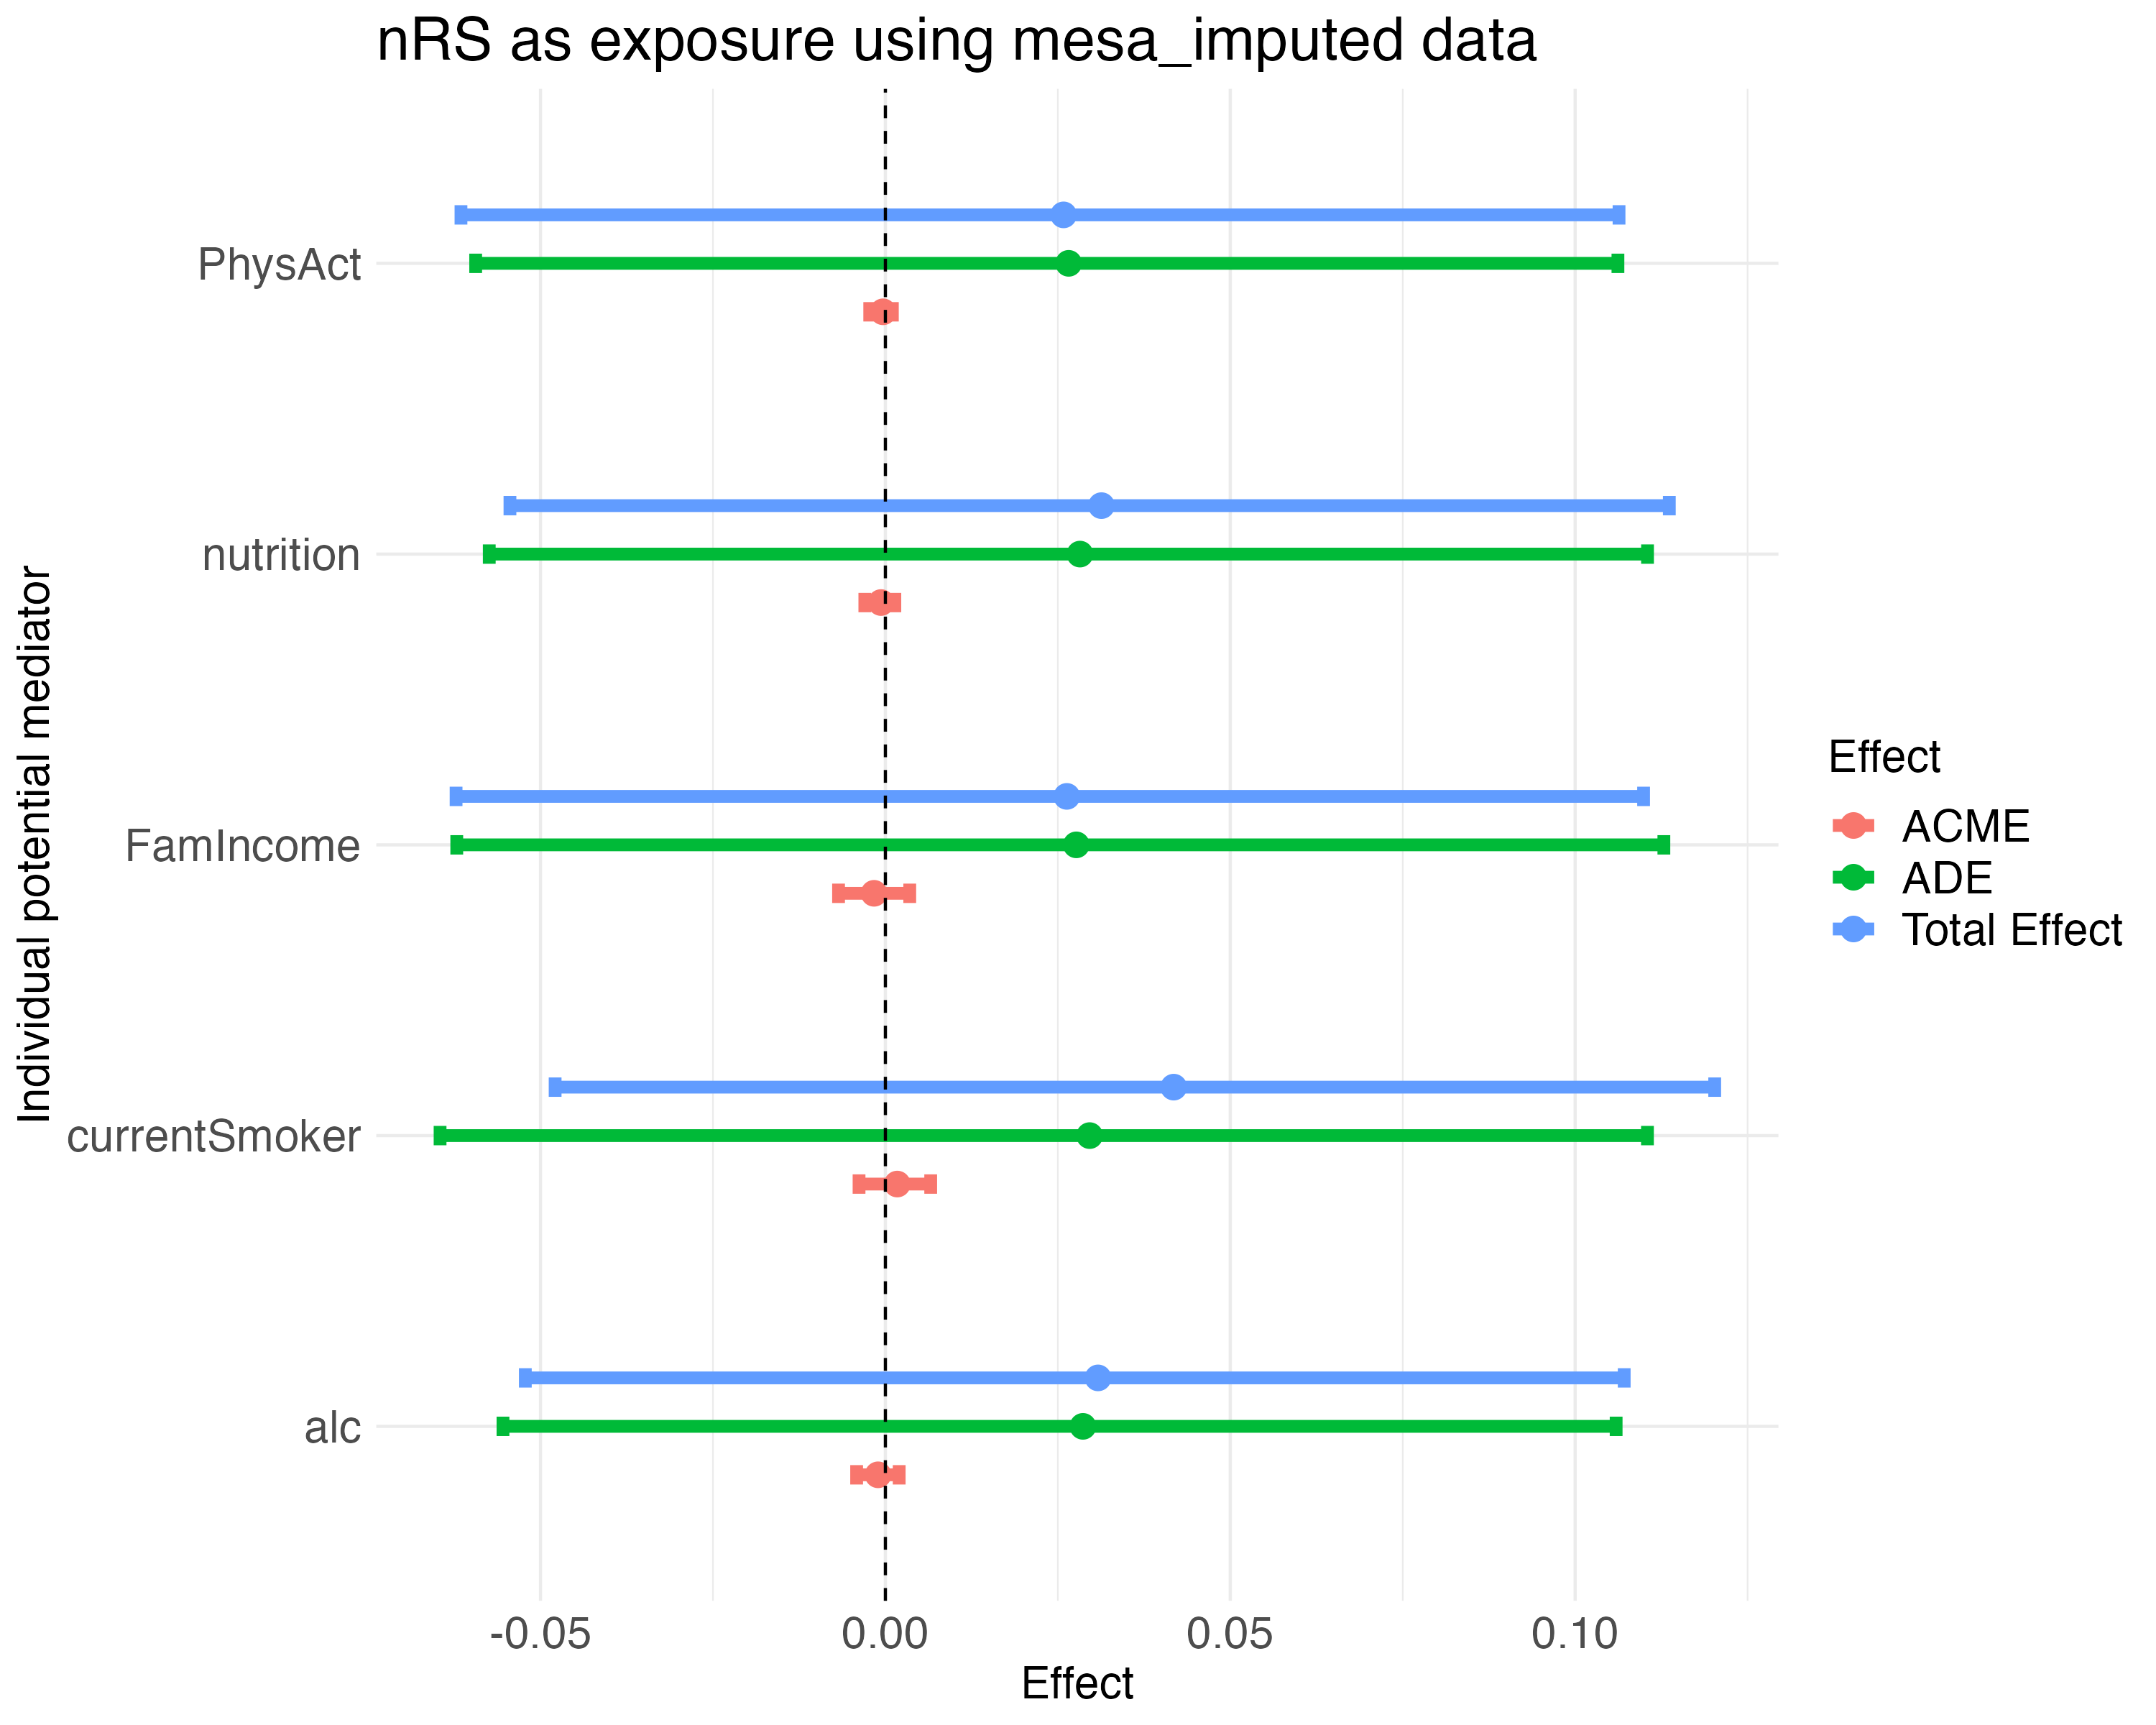 nRS as exposure using mesa_imputed data
Individual potential mediator
PhysAct
nutrition
FamIncome
currentSmoker
alc
-0.05
0.00
0.05
0.10
Effect
Effect
ACME
ADE
Total Effect